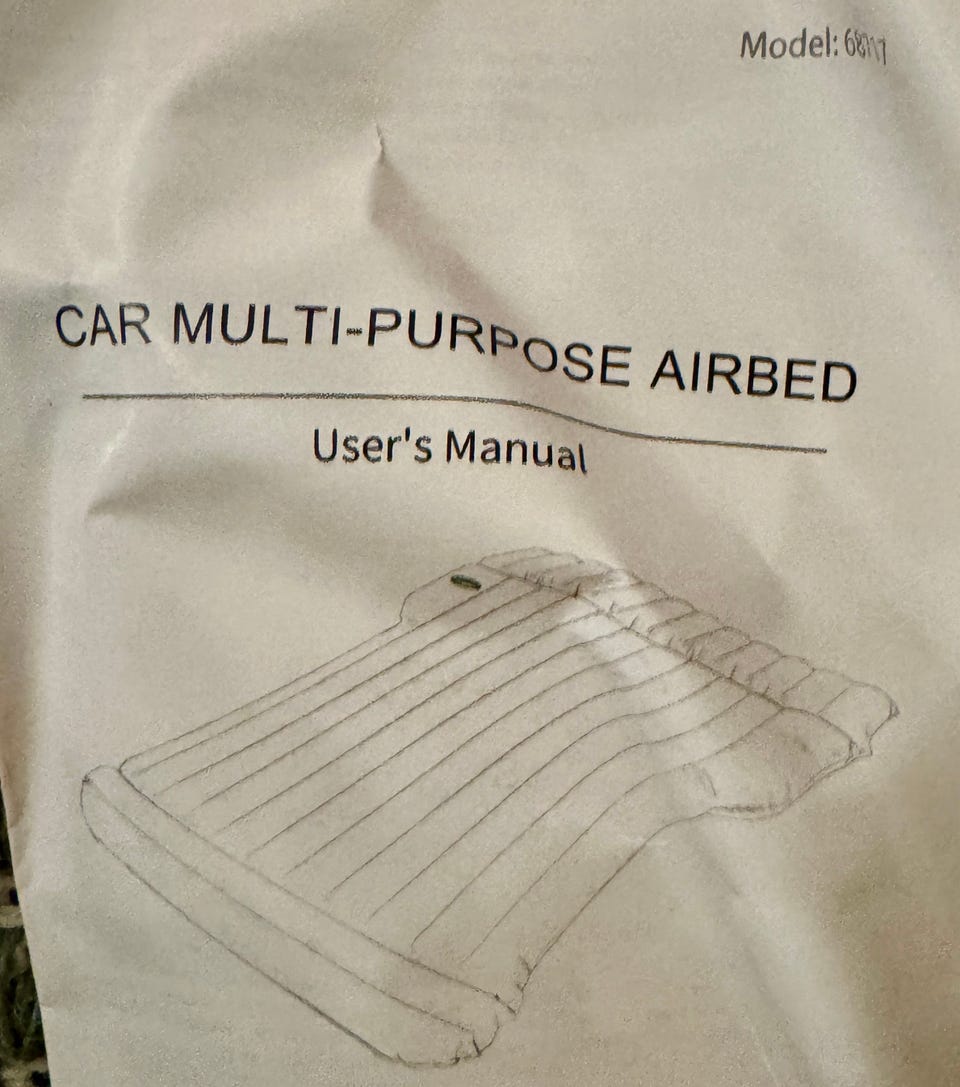 Model:
CAR MULTI-PURPOSE AIRBED
User's Manual